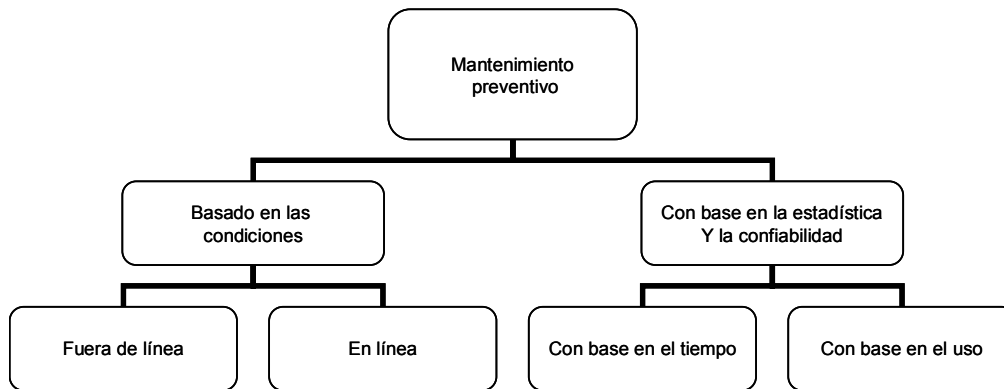 Mantenimiento
preventivo
Basado en las
condiciones
Con base en la estadística
Y la confiabilidad
Fuera de línea
En línea
Con base en el tiempo
Con base en el uso